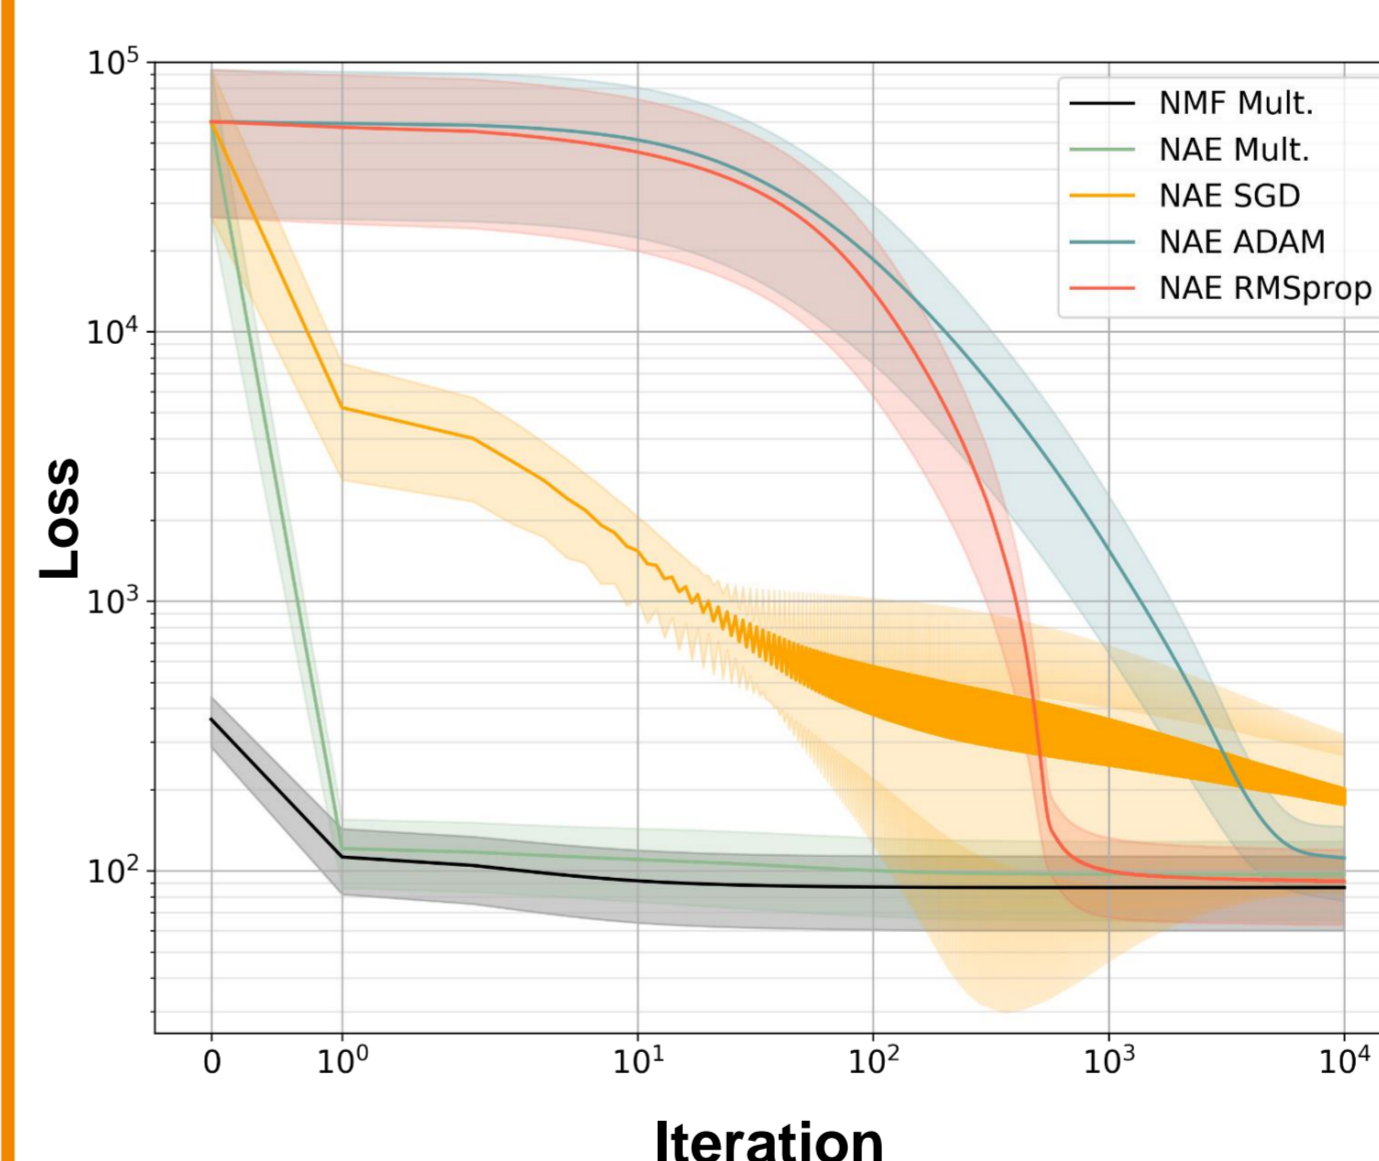 10⁵
10⁴
10³
10²
Loss
NMF Mult.
NAE Mult.
NAE SGD
NAE ADAM
NAE RMSprop
0 10⁰ 10¹ 10² 10³ 10⁴
Iteration